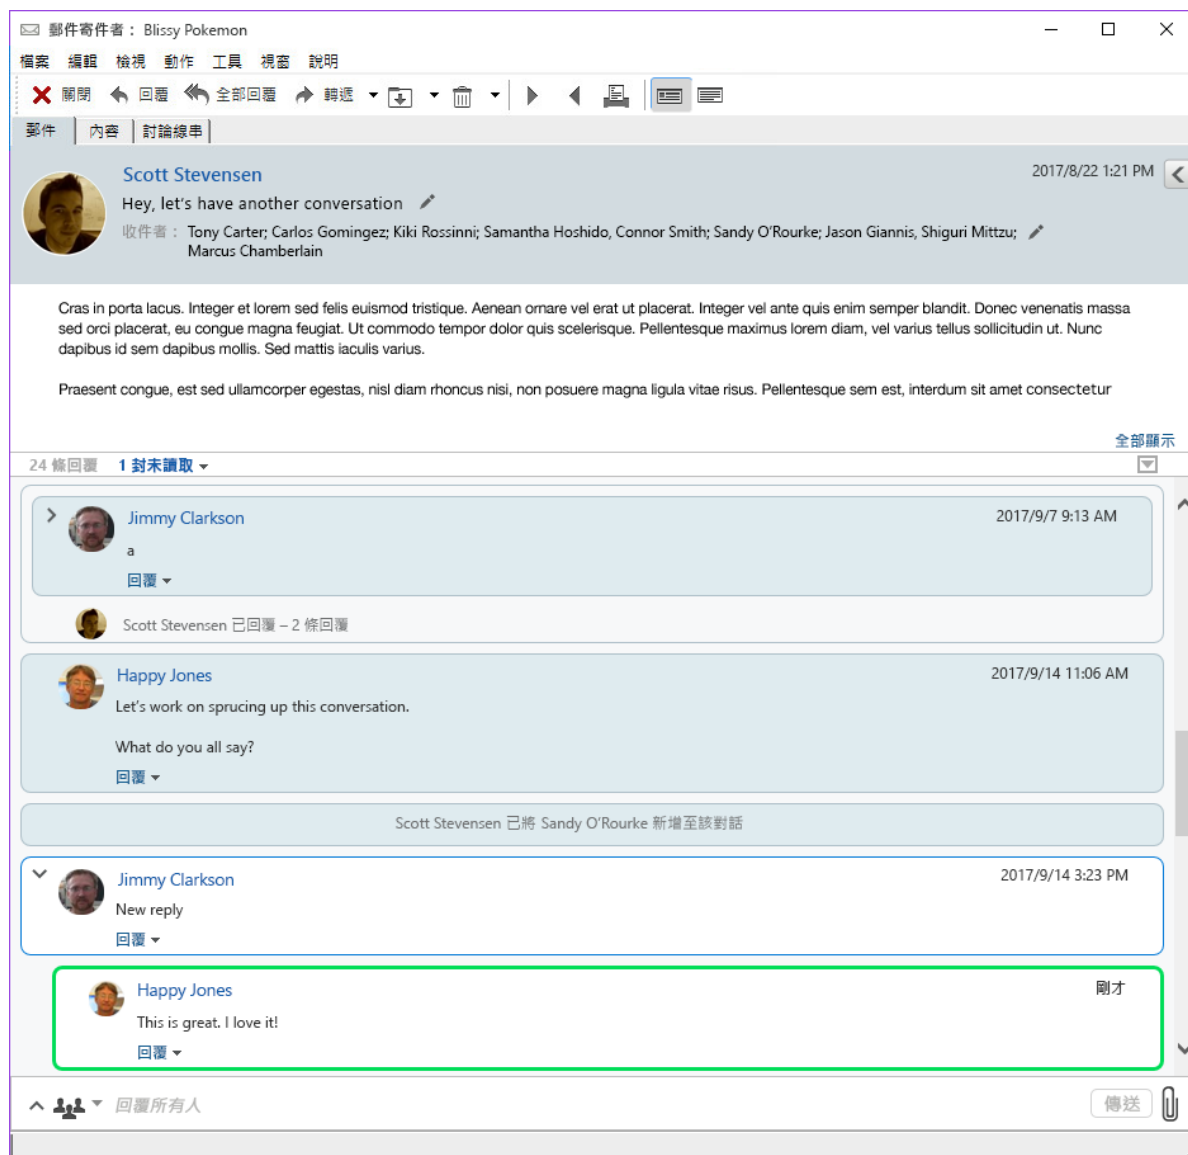 郵件寄件者： Blissy Pokemon
檔案 編輯 檢視 動作 工具 視窗 說明
關閉 回覆 全部回覆 轉遞
郵件 內容 討論線串
Scott Stevensen 2017/8/22 1:21 PM
Hey, let's have another conversation
收件者： Tony Carter; Carlos Gomingez; Kiki Rossinni; Samantha Hoshido, Connor Smith; Sandy O'Rourke; Jason Giannis, Shiguri Mittzu;
Marcus Chamberlain
Cras in porta lacus. Integer et lorem sed felis euismod tristique. Aenean ornare vel erat ut placerat. Integer vel ante quis enim semper blandit. Donec venenatis massa
sed orci placerat, eu congue magna feugiat. Ut commodo tempor dolor quis scelerisque. Pellentesque maximus lorem diam, vel varius tellus sollicitudin ut. Nunc
dapibus id sem dapibus mollis. Sed mattis iaculis varius.
Praesent congue, est sed ullamcorper egestas, nisl diam rhoncus nisi, non posuere magna ligula vitae risus. Pellentesque sem est, interdum sit amet consectetur
全部顯示
24 條回覆 1 封未讀取
Jimmy Clarkson 2017/9/7 9:13 AM
a
回覆
Scott Stevensen 已回覆 – 2 條回覆
Happy Jones 2017/9/14 11:06 AM
Let's work on sprucing up this conversation.
What do you all say?
回覆
Scott Stevensen 已將 Sandy O'Rourke 新增至該對話
Jimmy Clarkson 2017/9/14 3:23 PM
New reply
回覆
Happy Jones 剛才
This is great. I love it!
回覆
回覆所有人 傳送